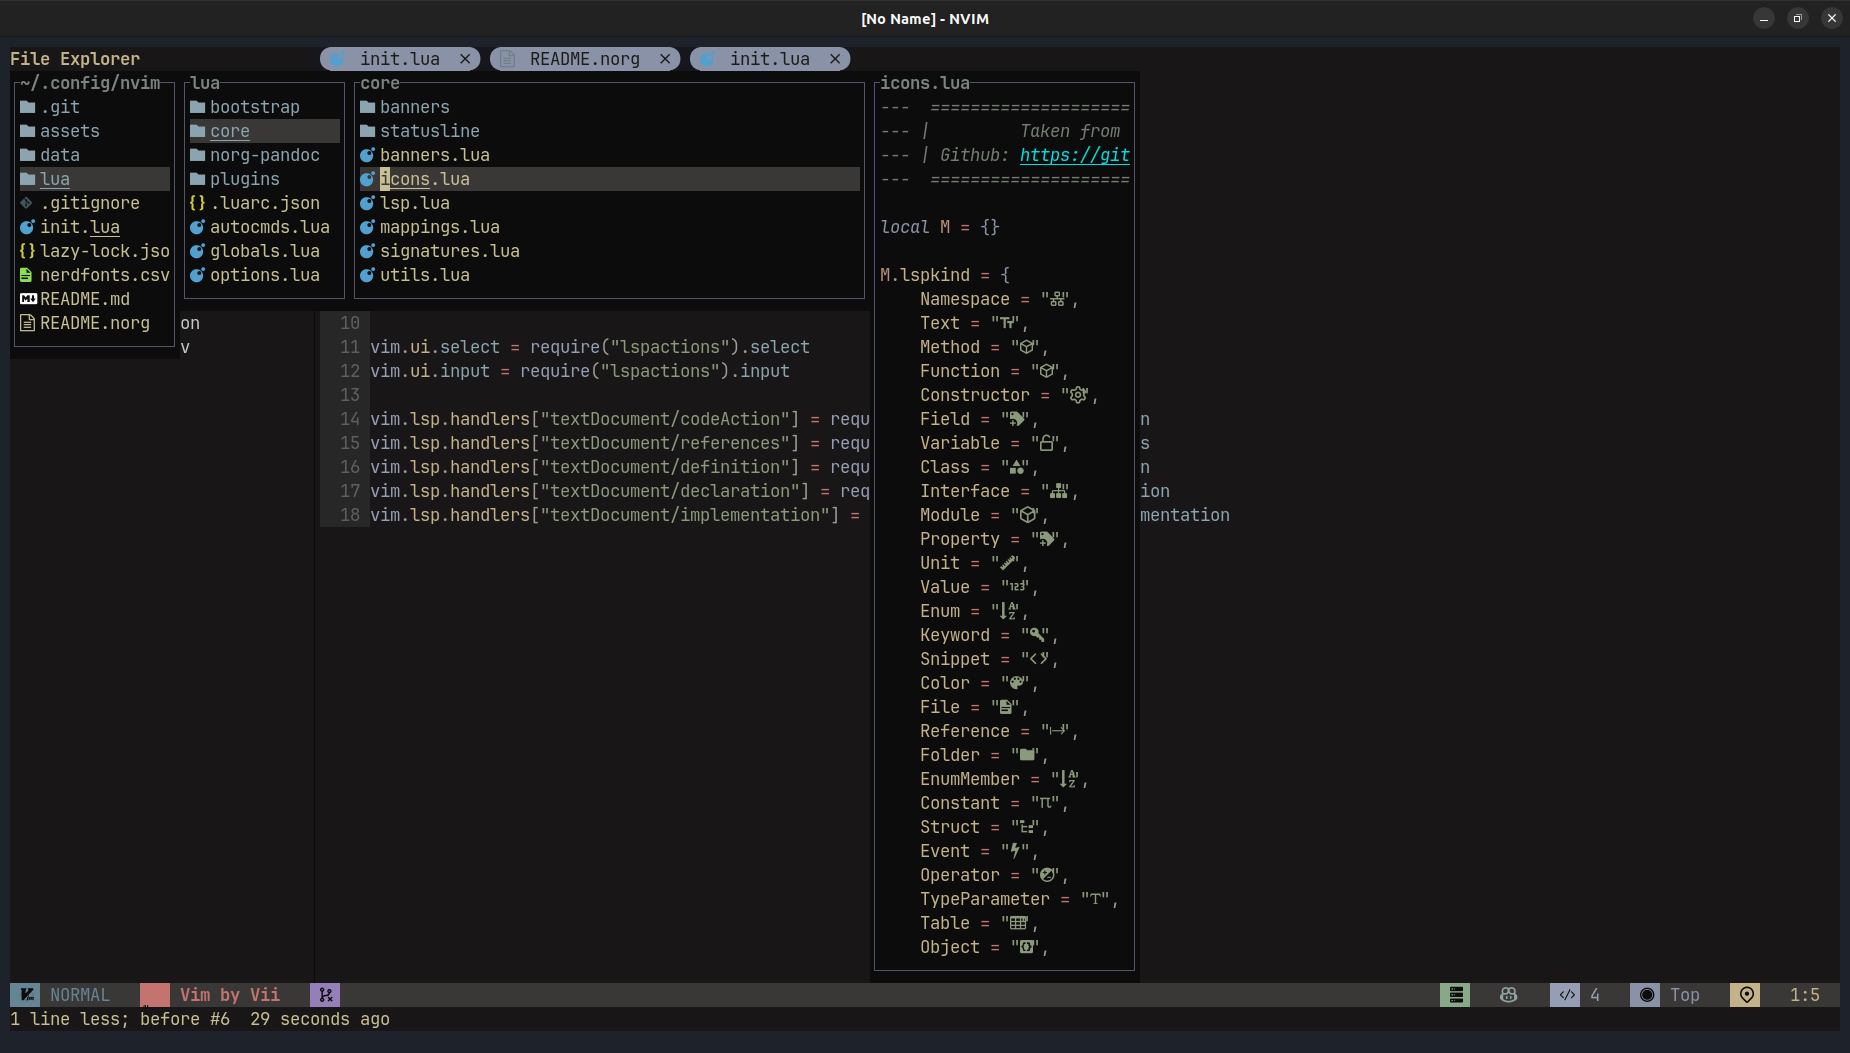 [No Name] - NVIM
File Explorer
init.lua ×
README.norg ×
init.lua ×
~/.config/nvim
.git
assets
data
lua
.gitignore
init.lua
lazy-lock.jso
nerdfonts.csv
README.md
README.norg
lua
bootstrap
core
norg-pandoc
plugins
.luarc.json
autocmds.lua
globals.lua
options.lua
core
banners
statusline
banners.lua
icons.lua
lsp.lua
mappings.lua
signatures.lua
utils.lua
on
v
10
11 vim.ui.select = require("lspactions").select
12 vim.ui.input = require("lspactions").input
13
14 vim.lsp.handlers["textDocument/codeAction"] = requ
15 vim.lsp.handlers["textDocument/references"] = requ
16 vim.lsp.handlers["textDocument/definition"] = requ
17 vim.lsp.handlers["textDocument/declaration"] = req
18 vim.lsp.handlers["textDocument/implementation"] =
icons.lua
--- ====================
--- | Taken from
--- | Github: https://git
--- ====================
local M = {}
M.lspkind = {
Namespace = "",
Text = "",
Method = "",
Function = "",
Constructor = "",
Field = "",
Variable = "",
Class = "",
Interface = "",
Module = "",
Property = "",
Unit = "",
Value = "",
Enum = "",
Keyword = "",
Snippet = "",
Color = "",
File = "",
Reference = "",
Folder = "",
EnumMember = "",
Constant = "",
Struct = "",
Event = "",
Operator = "",
TypeParameter = "",
Table = "",
Object = "",
n
s
n
ion
mentation
NORMAL
Vim by Vii
4
Top
1:5
1 line less; before #6 29 seconds ago